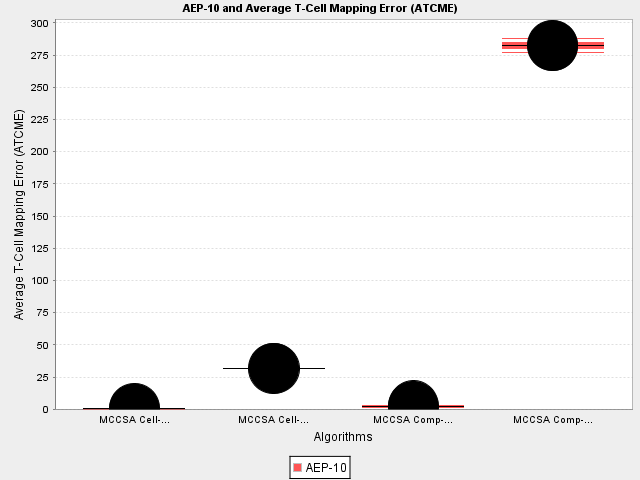 AEP-10 and Average T-Cell Mapping Error (ATCME)
300
275
250
225
200
175
150
125
100
75
50
25
0
Average T-Cell Mapping Error (ATCME)
MCCSA Cell-... MCCSA Cell-... MCCSA Comp-... MCCSA Comp-...
Algorithms
AEP-10